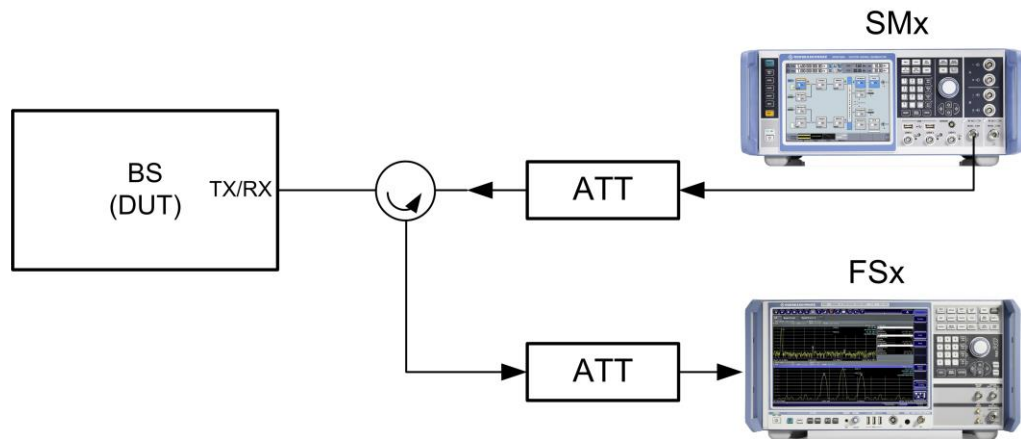 SMx
BS
(DUT)
TX/RX
ATT
FSx
ATT